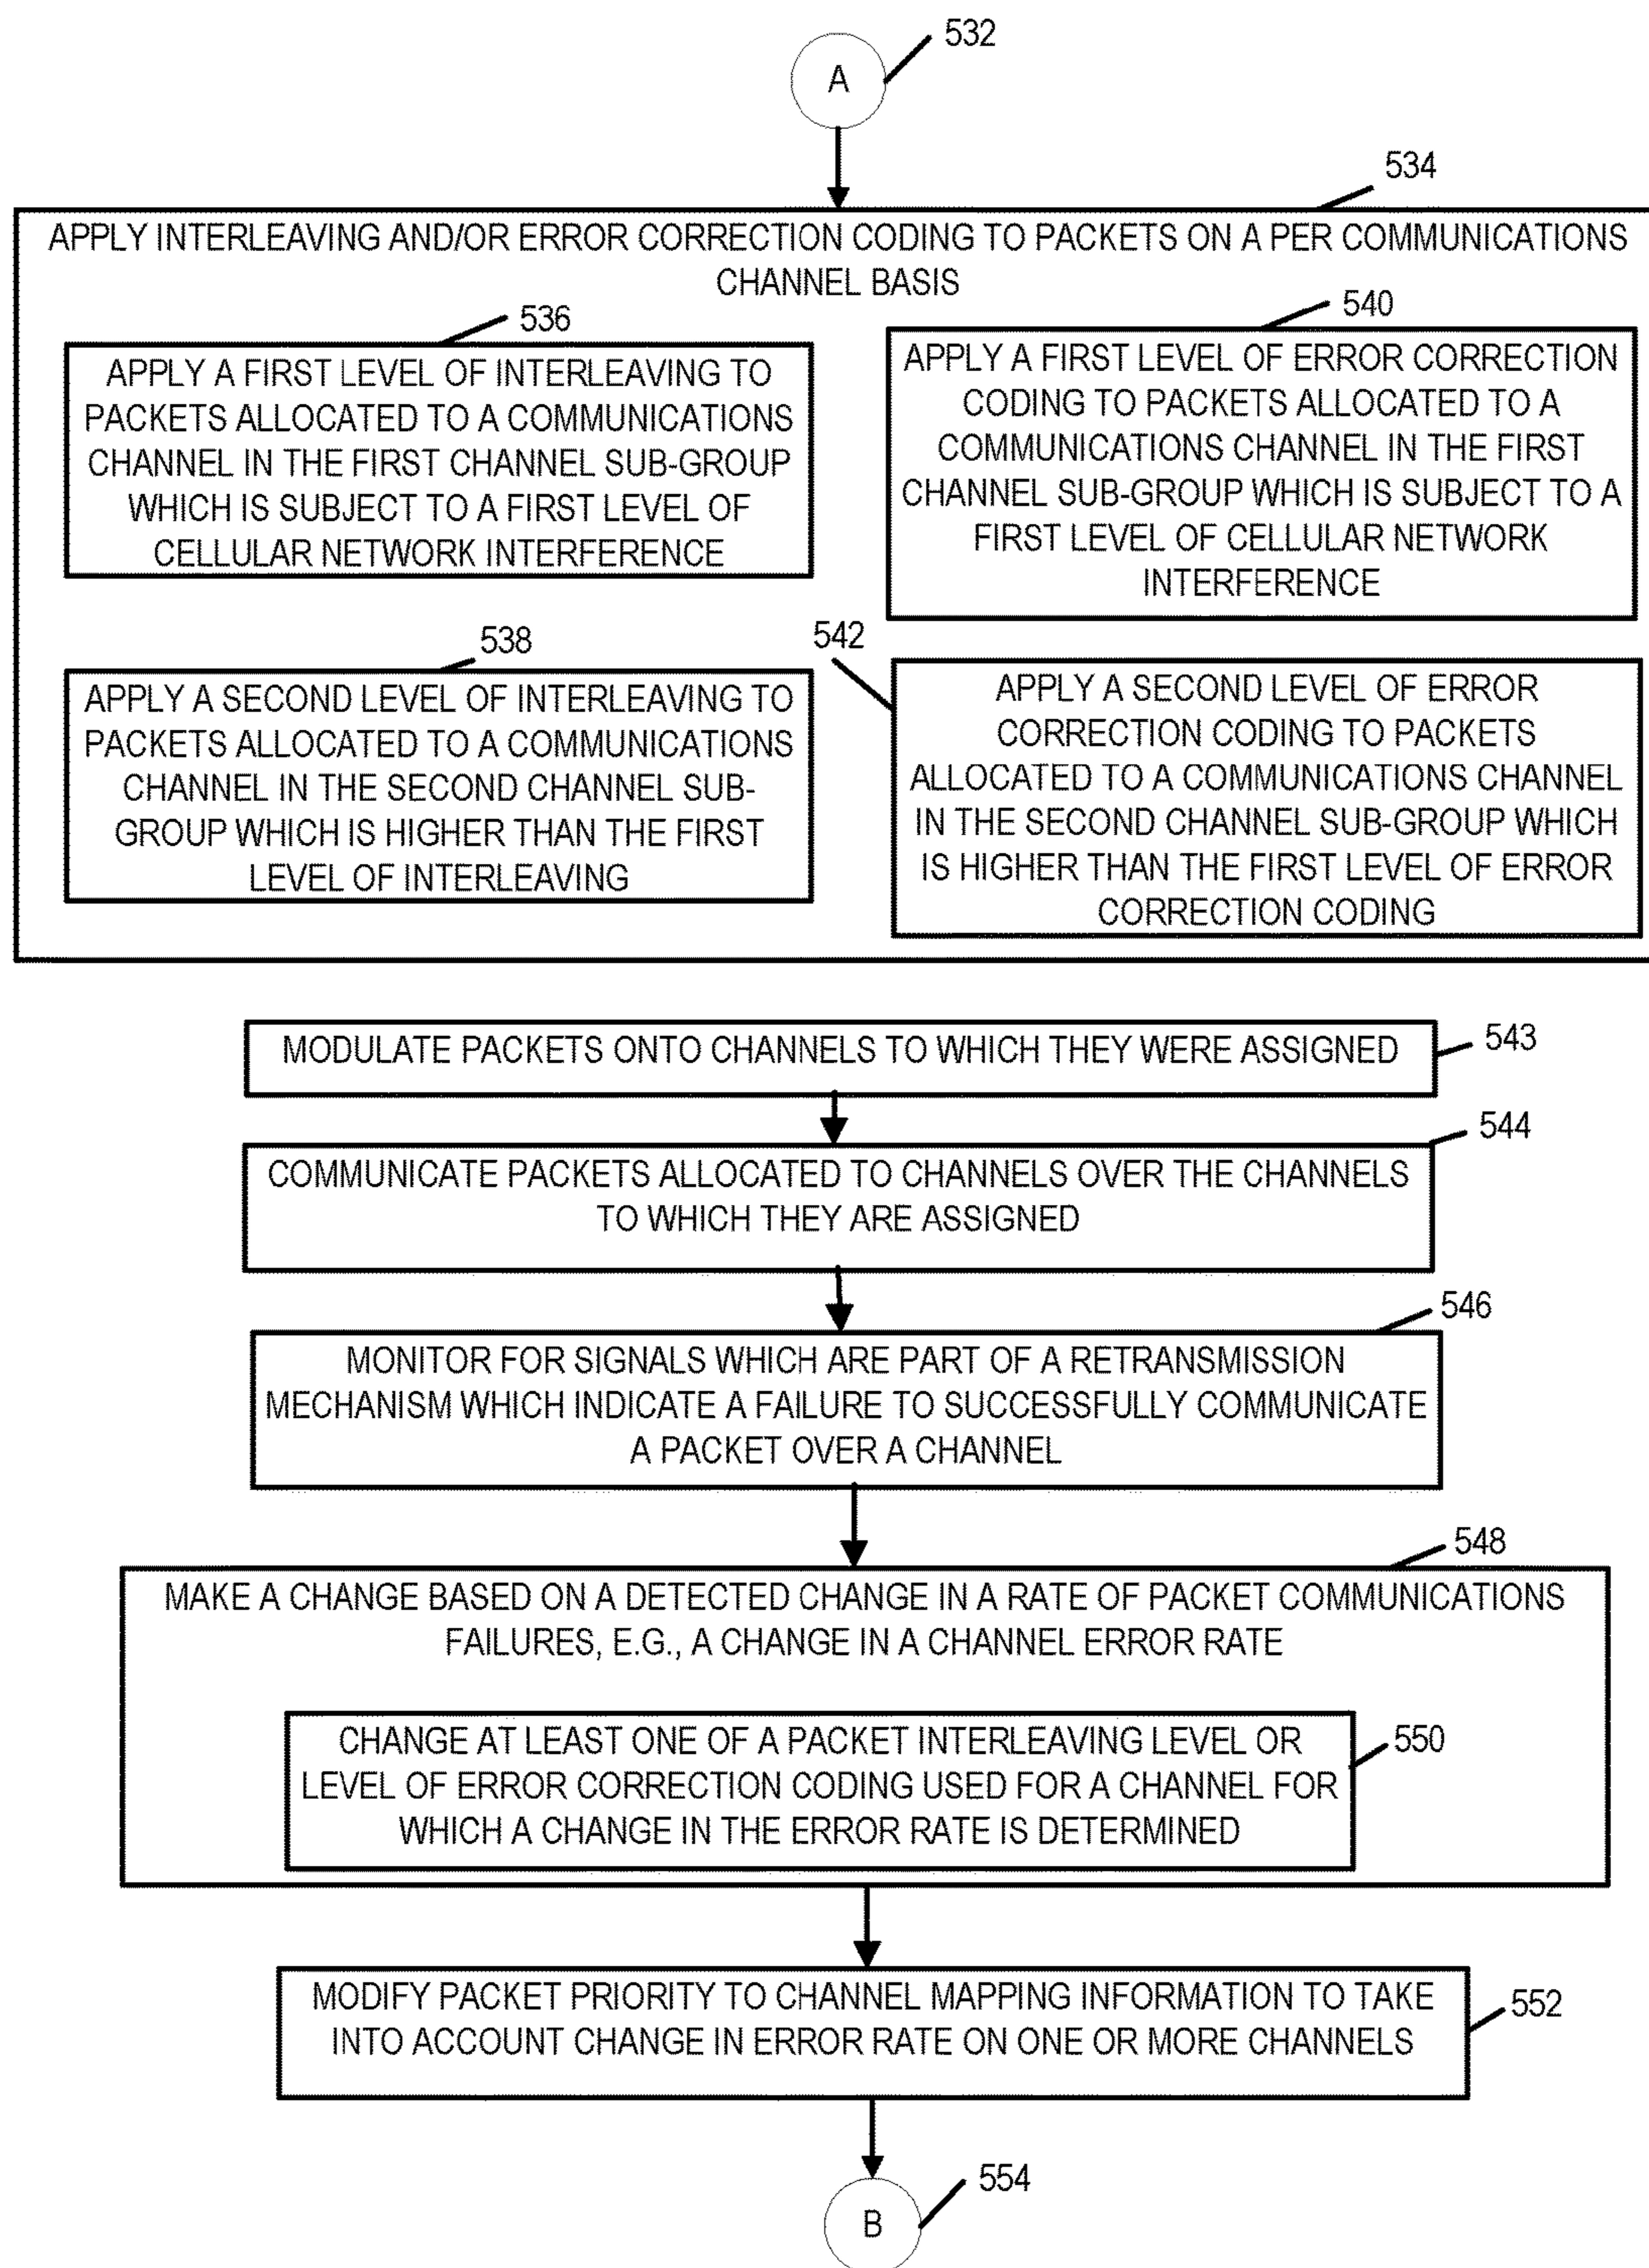 532
A
534
APPLY INTERLEAVING AND/OR ERROR CORRECTION CODING TO PACKETS ON A PER COMMUNICATIONS
CHANNEL BASIS
536
APPLY A FIRST LEVEL OF INTERLEAVING TO
PACKETS ALLOCATED TO A COMMUNICATIONS
CHANNEL IN THE FIRST CHANNEL SUB-GROUP
WHICH IS SUBJECT TO A FIRST LEVEL OF
CELLULAR NETWORK INTERFERENCE
540
APPLY A FIRST LEVEL OF ERROR CORRECTION
CODING TO PACKETS ALLOCATED TO A
COMMUNICATIONS CHANNEL IN THE FIRST
CHANNEL SUB-GROUP WHICH IS SUBJECT TO A
FIRST LEVEL OF CELLULAR NETWORK
INTERFERENCE
538
APPLY A SECOND LEVEL OF INTERLEAVING TO
PACKETS ALLOCATED TO A COMMUNICATIONS
CHANNEL IN THE SECOND CHANNEL SUB-
GROUP WHICH IS HIGHER THAN THE FIRST
LEVEL OF INTERLEAVING
542
APPLY A SECOND LEVEL OF ERROR
CORRECTION CODING TO PACKETS
ALLOCATED TO A COMMUNICATIONS CHANNEL
IN THE SECOND CHANNEL SUB-GROUP WHICH
IS HIGHER THAN THE FIRST LEVEL OF ERROR
CORRECTION CODING
MODULATE PACKETS ONTO CHANNELS TO WHICH THEY WERE ASSIGNED
543
544
COMMUNICATE PACKETS ALLOCATED TO CHANNELS OVER THE CHANNELS
TO WHICH THEY ARE ASSIGNED
546
MONITOR FOR SIGNALS WHICH ARE PART OF A RETRANSMISSION
MECHANISM WHICH INDICATE A FAILURE TO SUCCESSFULLY COMMUNICATE
A PACKET OVER A CHANNEL
548
MAKE A CHANGE BASED ON A DETECTED CHANGE IN A RATE OF PACKET COMMUNICATIONS
FAILURES, E.G., A CHANGE IN A CHANNEL ERROR RATE
CHANGE AT LEAST ONE OF A PACKET INTERLEAVING LEVEL OR
LEVEL OF ERROR CORRECTION CODING USED FOR A CHANNEL FOR
WHICH A CHANGE IN THE ERROR RATE IS DETERMINED
550
MODIFY PACKET PRIORITY TO CHANNEL MAPPING INFORMATION TO TAKE
INTO ACCOUNT CHANGE IN ERROR RATE ON ONE OR MORE CHANNELS
552
554
B